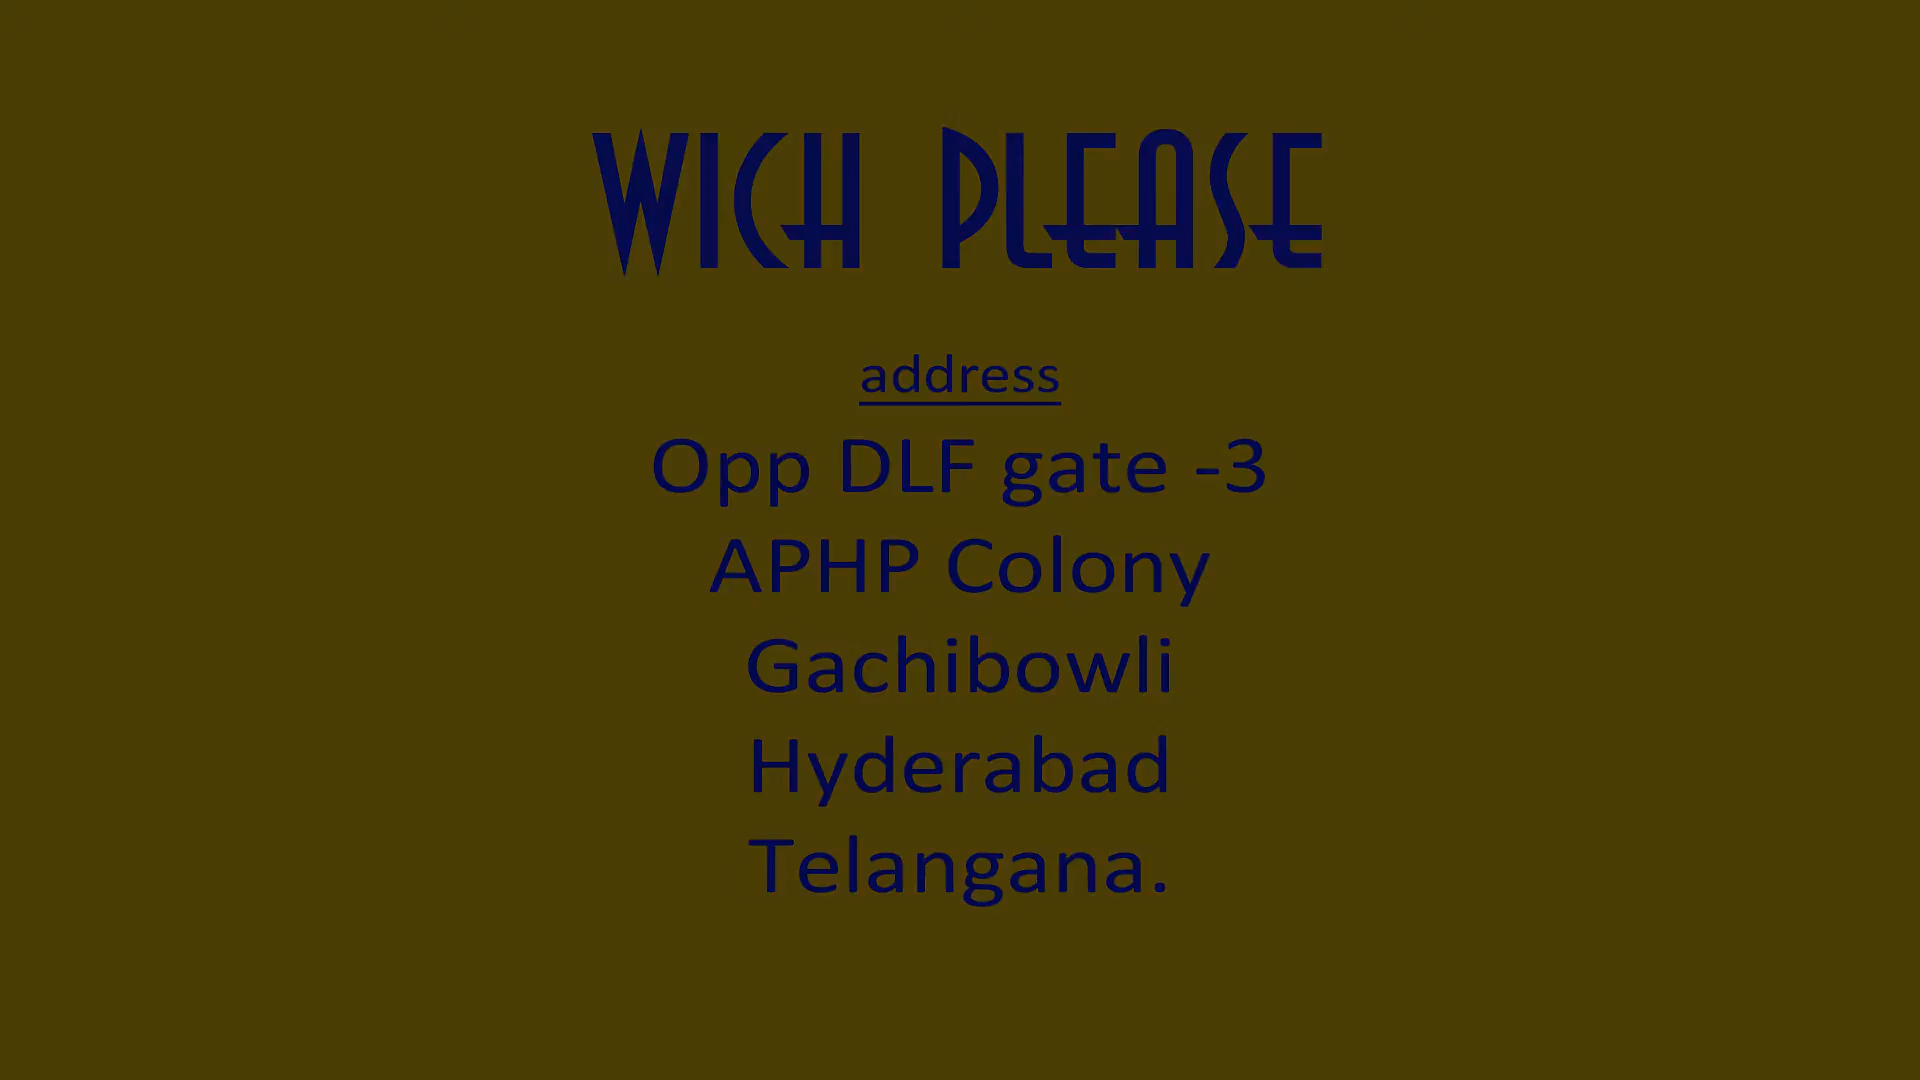 WICH PLEASE
address
Opp DLF gate -3
APHP Colony
Gachibowli
Hyderabad
Telangana.